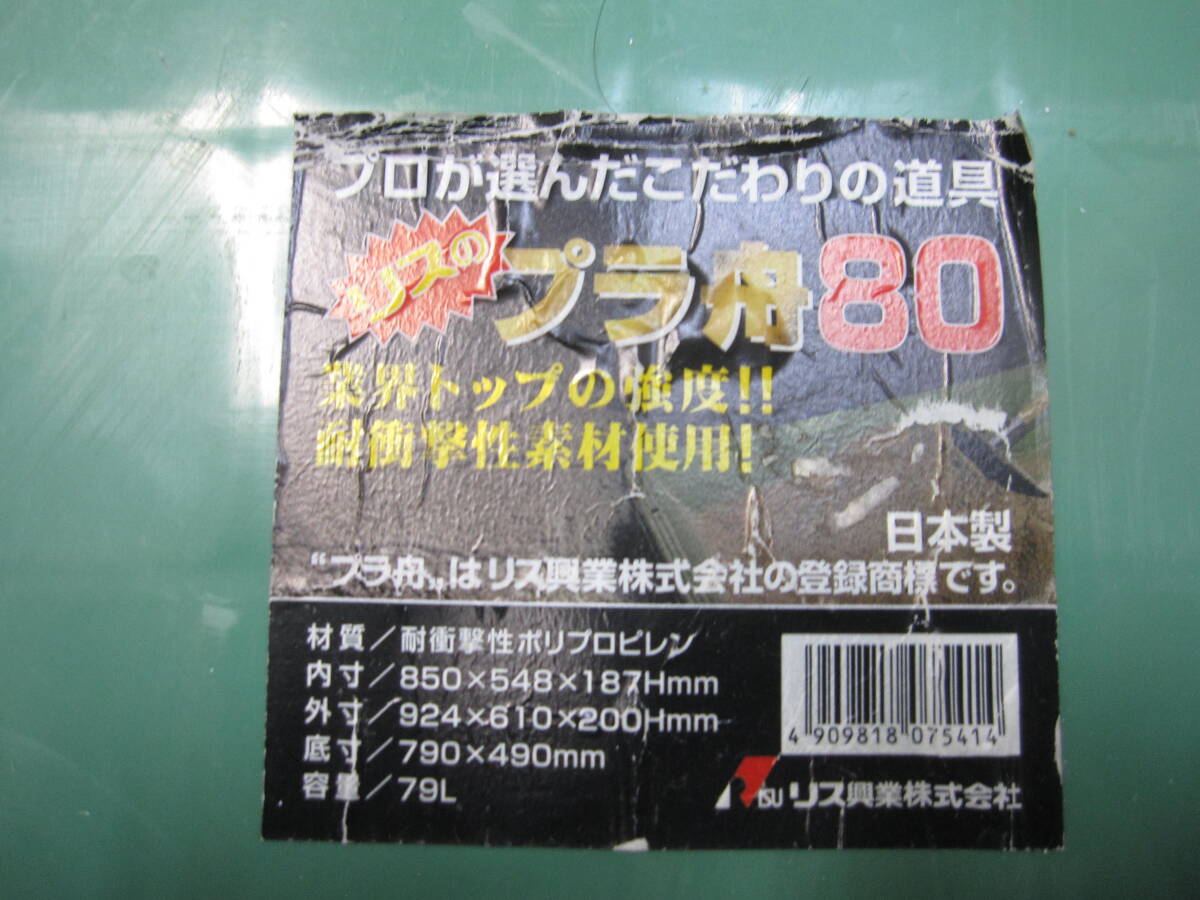 プロが選んだこだわりの道具
リスの
プラ舟80
業界トップの強度!!
耐衝撃性素材使用!
日本製
“プラ舟„はリス興業株式会社の登録商標です。
材質／耐衝撃性ポリプロピレン
内寸／850×548×187Hmm
外寸／924×610×200Hmm
底寸／790×490mm
容量／79L
4 909818 075414
RISU リス興業株式会社